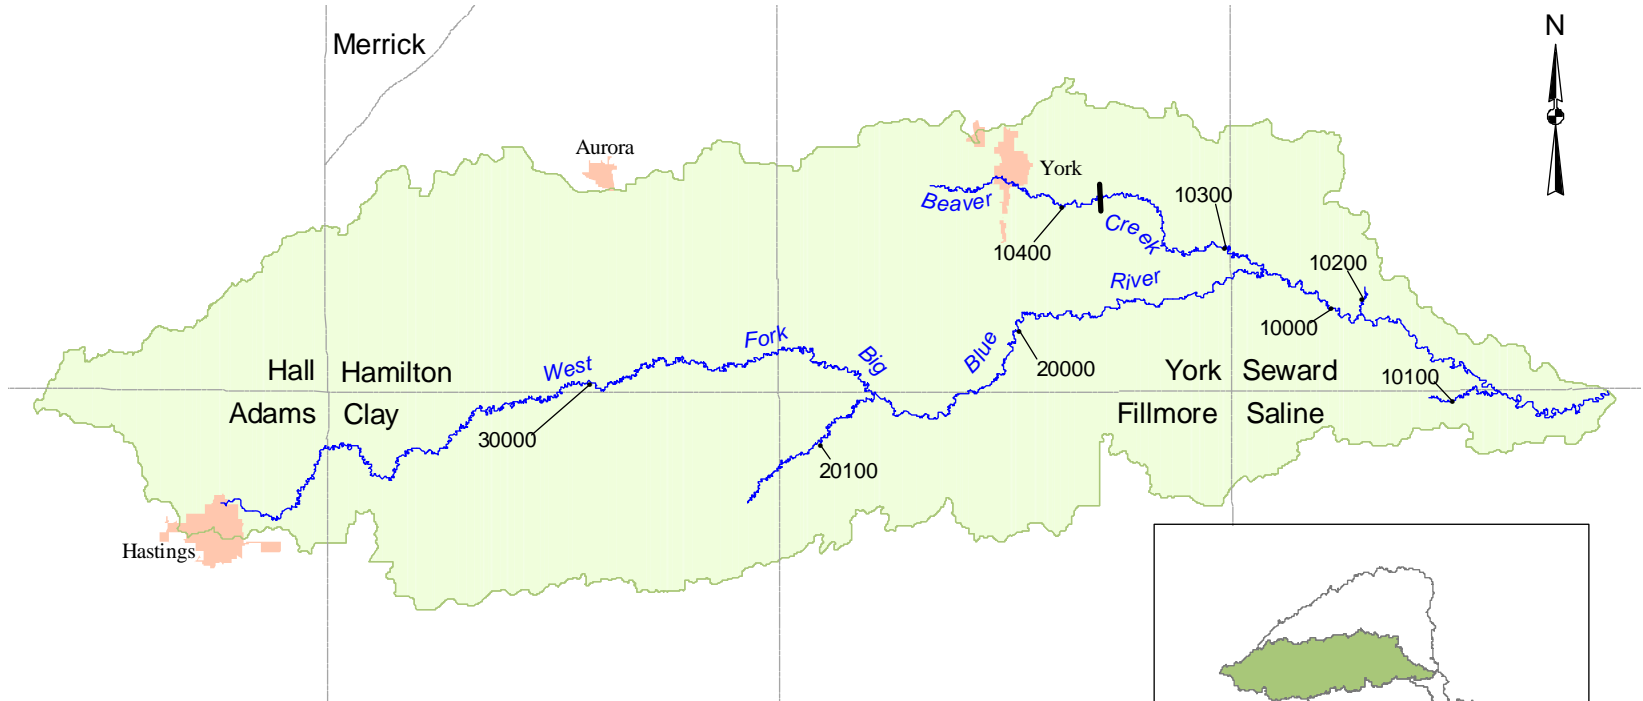 N
Merrick
Aurora
York
Beaver
Creek
10300
10400
10200
River
10000
Fork
West
Big
Blue
20000
Hall
Hamilton
York
Seward
10100
Adams
Clay
Fillmore
Saline
30000
20100
Hastings